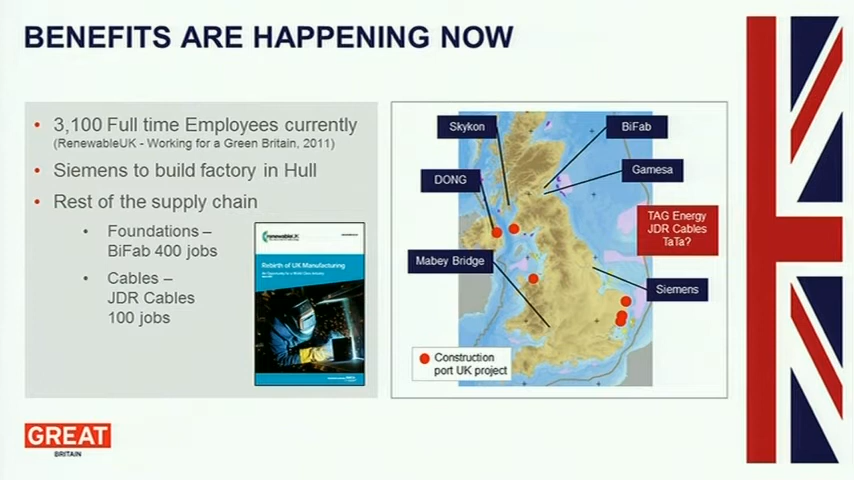 BENEFITS ARE HAPPENING NOW
• 3,100 Full time Employees currently
(RenewableUK - Working for a Green Britain, 2011)
• Siemens to build factory in Hull
• Rest of the supply chain
• Foundations –
BiFab 400 jobs
• Cables –
JDR Cables
100 jobs
renewableUK
Rebirth of UK Manufacturing
Skykon
BiFab
DONG
Gamesa
TAG Energy
JDR Cables
TaTa?
Mabey Bridge
Siemens
Construction
port UK project
GREAT
BRITAIN